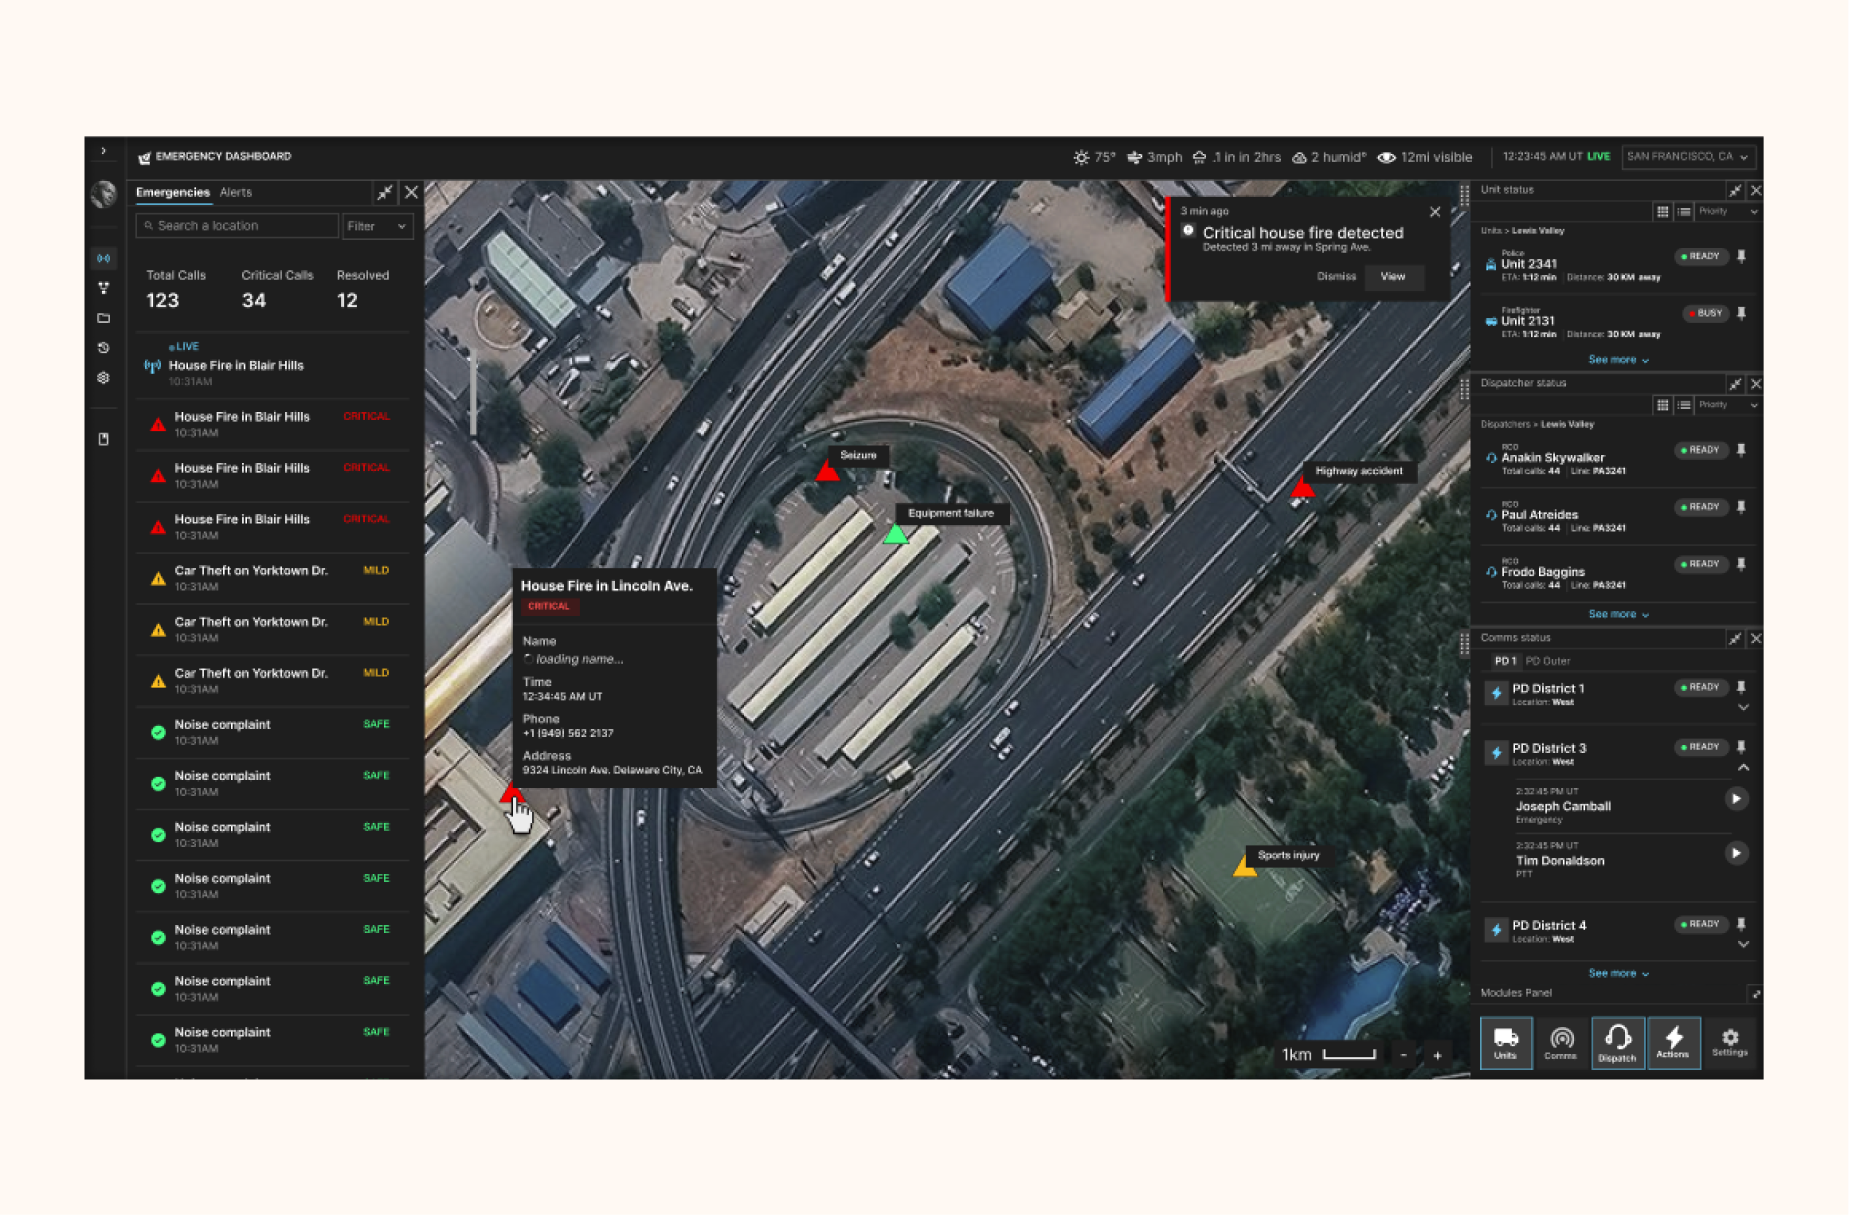 EMERGENCY DASHBOARD
75°
3mph
.1 in in 2hrs
2 humid°
12mi visible
12:23:45 AM UT LIVE
SAN FRANCISCO, CA
Emergencies
Alerts
Search a location
Filter
Total Calls
123
Critical Calls
34
Resolved
12
LIVE
House Fire in Blair Hills
10:31AM
House Fire in Blair Hills
CRITICAL
10:31AM
House Fire in Blair Hills
CRITICAL
10:31AM
House Fire in Blair Hills
CRITICAL
10:31AM
Car Theft on Yorktown Dr.
MILD
10:31AM
Car Theft on Yorktown Dr.
MILD
10:31AM
Car Theft on Yorktown Dr.
MILD
10:31AM
Noise complaint
SAFE
10:31AM
Noise complaint
SAFE
10:31AM
Noise complaint
SAFE
10:31AM
Noise complaint
SAFE
10:31AM
Noise complaint
SAFE
10:31AM
Noise complaint
SAFE
10:31AM
Noise complaint
SAFE
10:31AM
3 min ago
Critical house fire detected
Detected 3 mi away in Spring Ave.
Dismiss
View
Seizure
Highway accident
Equipment failure
House Fire in Lincoln Ave.
CRITICAL
Name
loading name...
Time
12:34:45 AM UT
Phone
+1 (949) 562 2137
Address
9324 Lincoln Ave. Delaware City, CA
Sports injury
1km
-
+
Unit status
Priority
Units > Lewis Valley
Police
Unit 2341
READY
ETA: 1:12 min | Distance: 30 KM away
Firefighter
Unit 2131
BUSY
ETA: 1:12 min | Distance: 30 KM away
See more
Dispatcher status
Priority
Dispatchers > Lewis Valley
RCO
Anakin Skywalker
READY
Total calls: 44 | Line: PA3241
RCO
Paul Atreides
READY
Total calls: 44 | Line: PA3241
RCO
Frodo Baggins
READY
Total calls: 44 | Line: PA3241
See more
Comms status
PD 1
PD Outer
PD District 1
READY
Location: West
PD District 3
READY
Location: West
2:32:45 PM UT
Joseph Camball
Emergency
2:32:45 PM UT
Tim Donaldson
PTT
PD District 4
READY
Location: West
See more
Modules Panel
Units
Comms
Dispatch
Actions
Settings